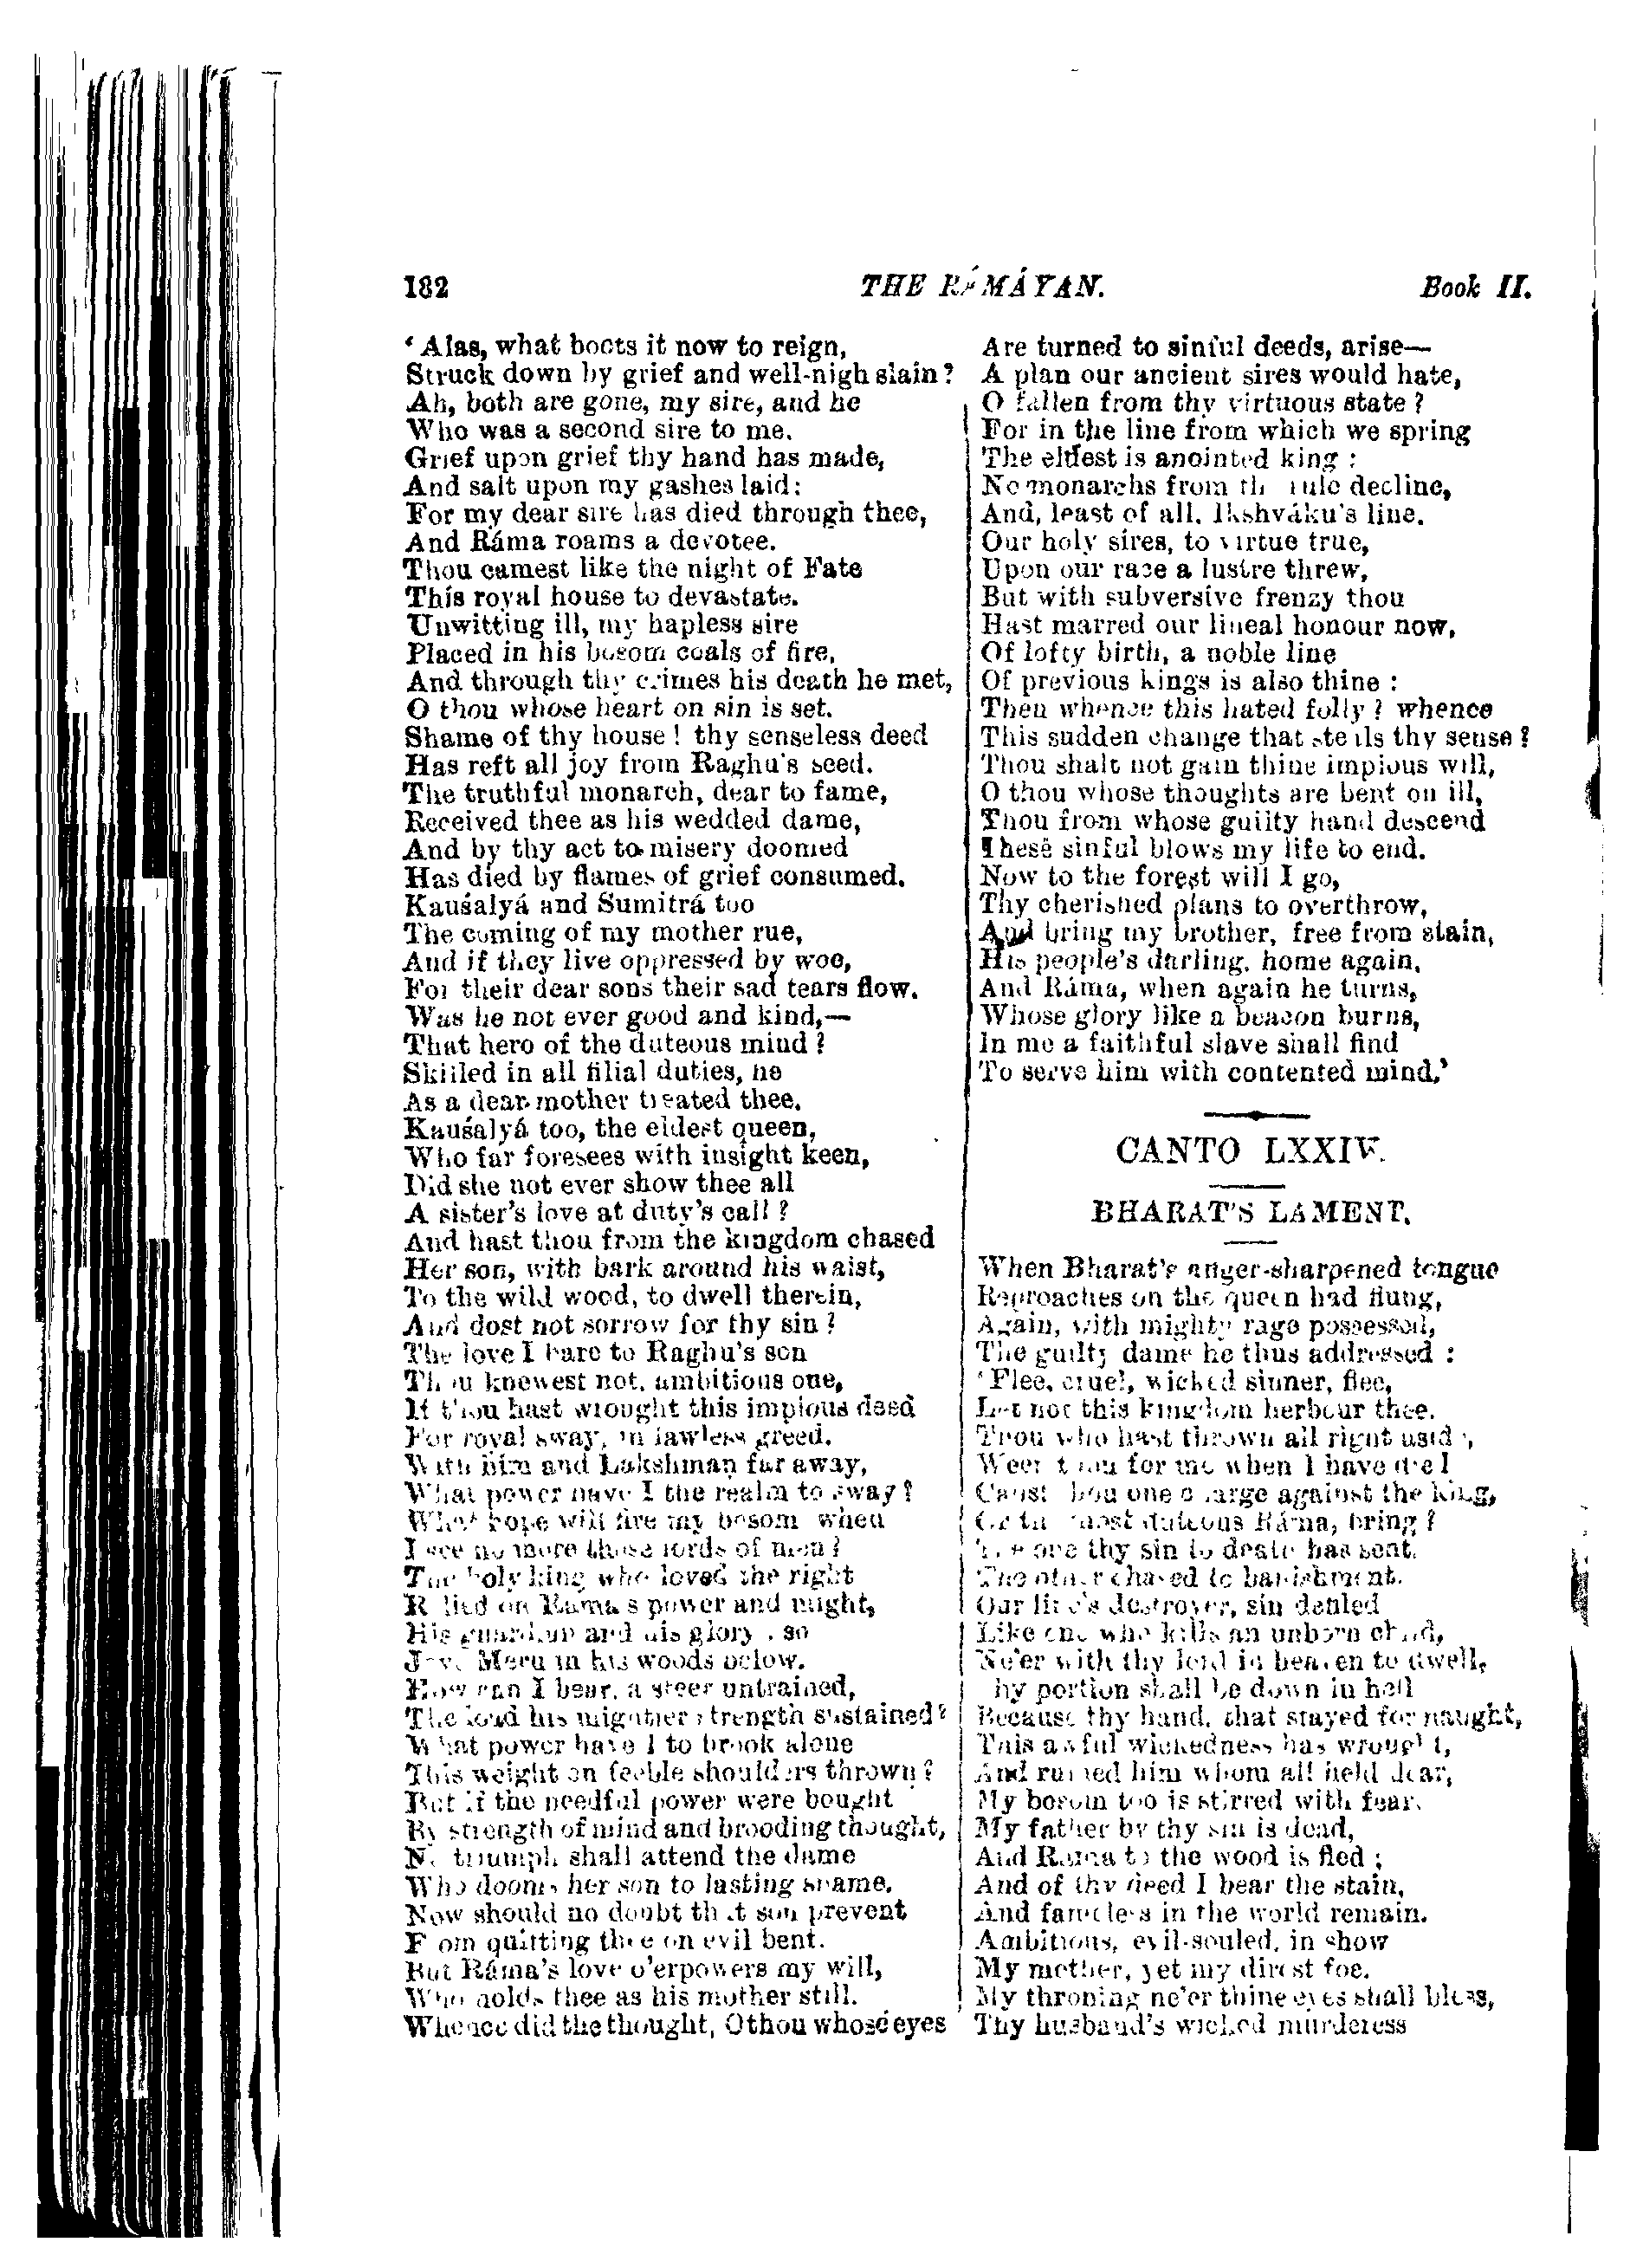 182 THE RÁMÁYAN. Book II.
‘ Alas, what boots it now to reign,
Struck down by grief and well-nigh slain?
Ah, both are gone, my sire, and he
Who was a second sire to me.
Grief upon grief thy hand has made,
And salt upon my gashes laid:
For my dear sire has died through thee,
And Ráma roams a devotee.
Thou camest like the night of Fate
This royal house to devastate.
Unwitting ill, my hapless sire
Placed in his bosom coals of fire,
And through thy crimes his death he met,
O thou whose heart on sin is set.
Shame of thy house! thy senseless deed
Has reft all joy from Raghu's seed.
The truthful monarch, dear to fame,
Received thee as his wedded dame,
And by thy act to misery doomed
Has died by flames of grief consumed.
Kauśalyá and Sumitrá too
The coming of my mother rue,
And if they live oppressed by woe,
For their dear sons their sad tears flow.
Was he not ever good and kind,—
That hero of the duteous mind?
Skilled in all filial duties, he
As a dear mother treated thee.
Kauśalyá too, the eldest queen,
Who far foresees with insight keen,
Did she not ever show thee all
A sister's love at duty's call?
And hast thou from the kingdom chased
Her son, with bark around his waist,
To the wild wood, to dwell therein,
And dost not sorrow for thy sin?
The love I bare to Raghu's son
Thou knewest not, ambitious one,
If thou hast wrought this impious deed
For royal sway, in lawless greed.
With him and Lakshmaṇ far away,
What power have I the realm to sway?
What hope will fire my bosom when
I see no more those lords of men?
The holy king who loved the right
Relied on Ráma's power and might,
His guardian and his glory, so
Joys Meru in his woods below.
How can I bear, a steer untrained,
The load his mightier strength sustained?
What power have I to brook alone
This weight on feeble shoulders thrown?
But if the needful power were bought
By strength of mind and brooding thought,
No triumph shall attend the dame
Who dooms her son to lasting shame.
Now should no doubt that son prevent
From quitting thee on evil bent.
But Ráma's love o'erpowers my will,
Who holds thee as his mother still.
Whence did the thought, O thou whose eyes
Are turned to sinful deeds, arise—
A plan our ancient sires would hate,
O fallen from thy virtuous state?
For in the line from which we spring
The eldest is anointed king:
No monarchs from the rule decline,
And, least of all, Ikshváku's line.
Our holy sires, to virtue true,
Upon our race a lustre threw,
But with subversive frenzy thou
Hast marred our lineal honour now,
Of lofty birth, a noble line
Of previous kings is also thine:
Then whence this hated folly? whence
This sudden change that steals thy sense?
Thou shalt not gain thine impious will,
O thou whose thoughts are bent on ill,
Thou from whose guilty hand descend
These sinful blows my life to end.
Now to the forest will I go,
Thy cherished plans to overthrow,
And bring my brother, free from stain,
His people's darling, home again.
And Ráma, when again he turns,
Whose glory like a beacon burns,
In me a faithful slave shall find
To serve him with contented mind.’
CANTO LXXIV.
BHARAT'S LAMENT.
When Bharat's anger-sharpened tongue
Reproaches on the queen had flung,
Again, with mighty rage possessed,
The guilty dame he thus addressed:
‘Flee, cruel, wicked sinner, flee,
Let not this kingdom harbour thee.
Thou who hast thrown all right aside,
Weep thou for me when I have died
Canst thou one charge against the king,
Or the most duteous Ráma, bring?
The one thy sin to death has sent,
The other chased to banishment.
Our line's destroyer, sin defiled
Like one who kills an unborn child,
Ne'er with thy lord in heaven to dwell,
Thy portion shall be down in hell
Because thy hand, that stayed for naught,
This awful wickedness has wrought,
And ruined him whom all held dear,
My bosom too is stirred with fear.
My father by thy sin is dead,
And Ráma to the wood is fled;
And of thy deed I bear the stain,
And fameless in the world remain.
Ambitious, evil-souled, in show
My mother, yet my direst foe.
My throning ne'er thine eyes shall bless,
Thy husband's wicked murderess